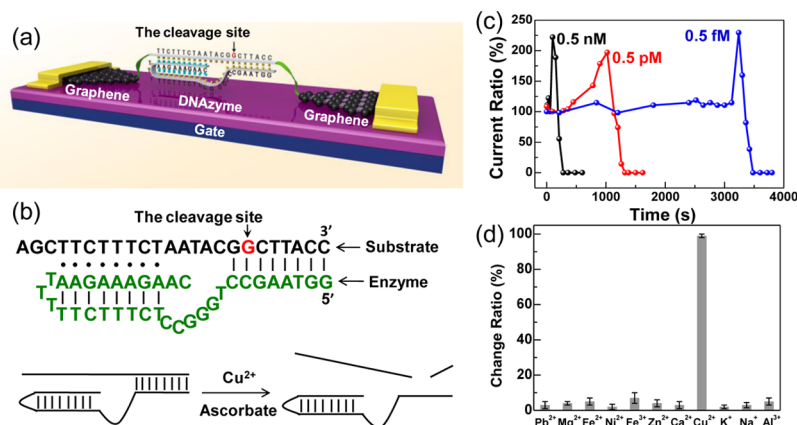 (a)
The cleavage site
TTCTTTCTAATACGGCTTACC
CCGAATGG
Graphene
DNAzyme
Graphene
Gate
(b)
The cleavage site
3’
AGCTTCTTTCTAATACGGCTTACC
Substrate
TTTAAGAAAGAAC
TCCGAATGG
Enzyme
5’
TTCTTTCTCCGGG
Cu2+
Ascorbate
(c)
Current Ratio (%)
250
200
150
100
50
0
0.5 nM
0.5 pM
0.5 fM
0
1000
2000
3000
4000
Time (s)
(d)
Change Ratio (%)
100
80
60
40
20
0
Pb2+ Mg2+ Fe2+ Ni2+ Fe3+ Zn2+ Ca2+ Cu2+ K+ Na+ Al3+